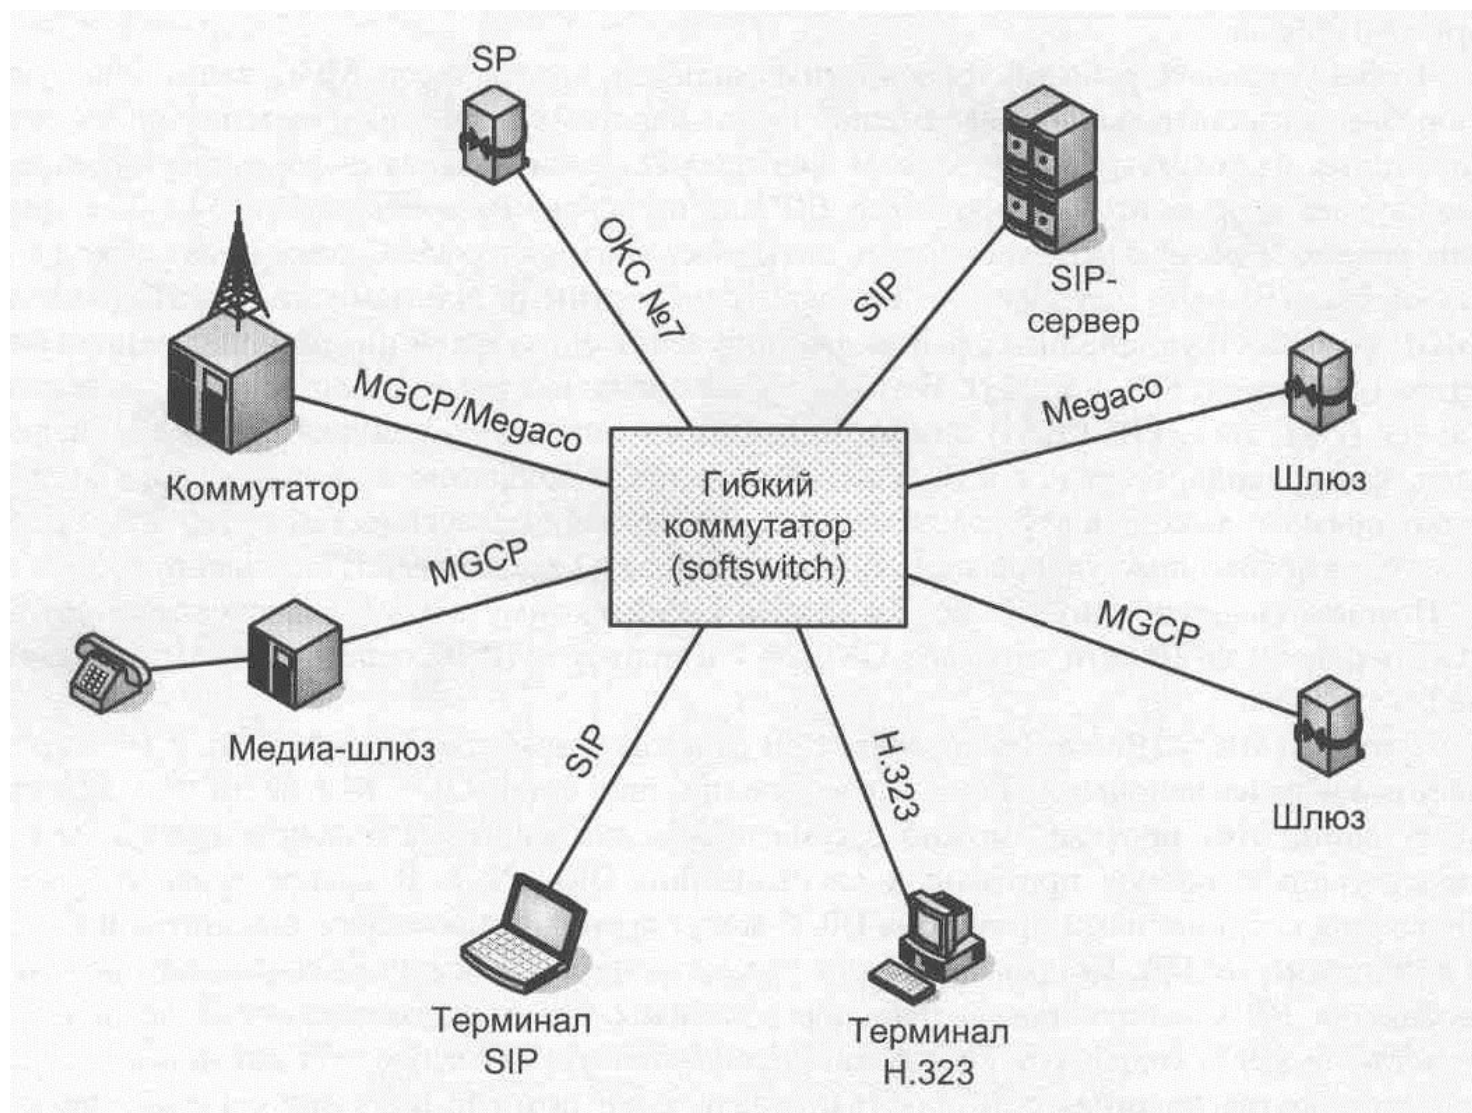 SP
ОКС №7
SIP
SIP-
сервер
MGCP/Megaco
Коммутатор
Megaco
Шлюз
Гибкий
коммутатор
(softswitch)
MGCP
Медиа-шлюз
MGCP
Шлюз
SIP
H.323
Терминал
SIP
Терминал
H.323